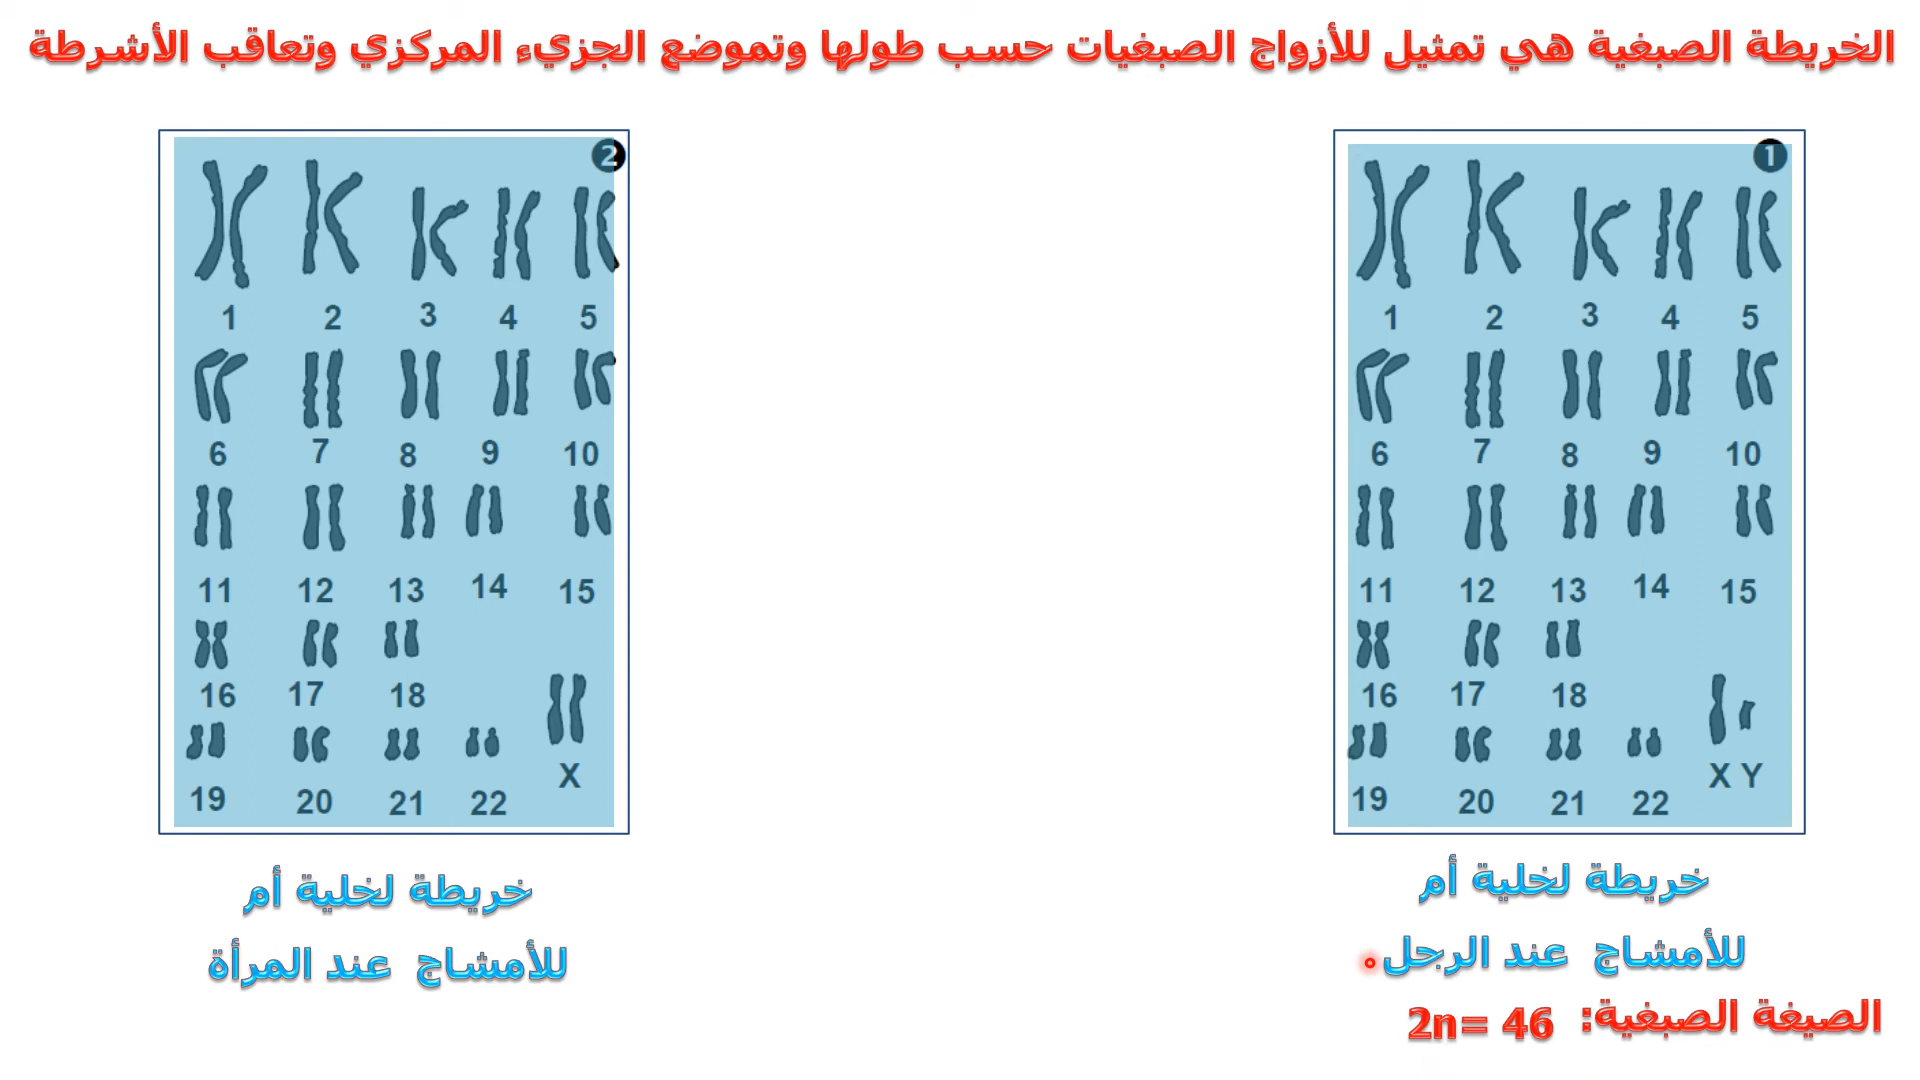 الخريطة الصبغية هي تمثيل للأزواج الصبغيات حسب طولها وتموضع الجزيء المركزي وتعاقب الأشرطة
❶
1 2 3 4 5
6 7 8 9 10
11 12 13 14 15
16 17 18
X Y
19 20 21 22
خريطة لخلية أم
للأمشاج عند الرجل
الصيغة الصبغية: 2n= 46
❷
1 2 3 4 5
6 7 8 9 10
11 12 13 14 15
16 17 18
X
19 20 21 22
خريطة لخلية أم
للأمشاج عند المرأة